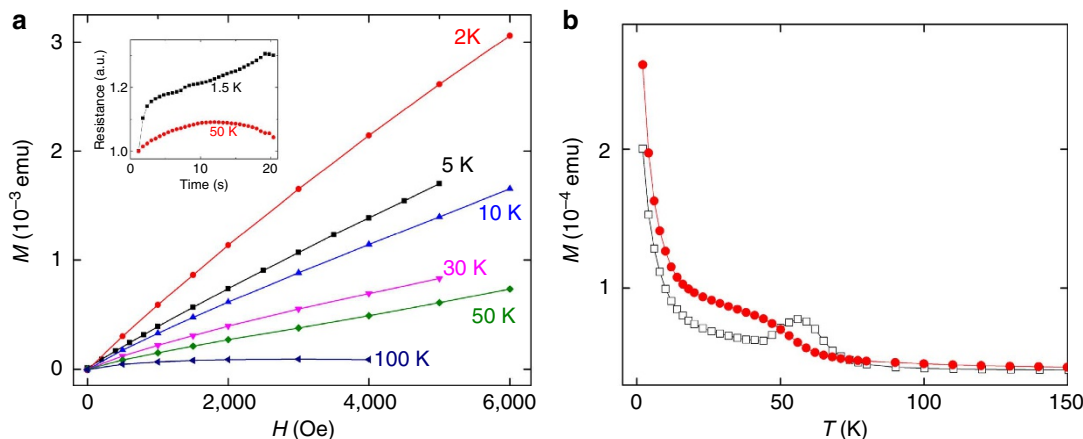 a
M (10⁻³ emu)
3
2
1
0
0
2,000
4,000
6,000
H (Oe)
2K
5 K
10 K
30 K
50 K
100 K
Resistance (a.u.)
1.2
1.0
1.5 K
50 K
0
10
20
Time (s)
b
M (10⁻⁴ emu)
2
1
0
50
100
150
T (K)